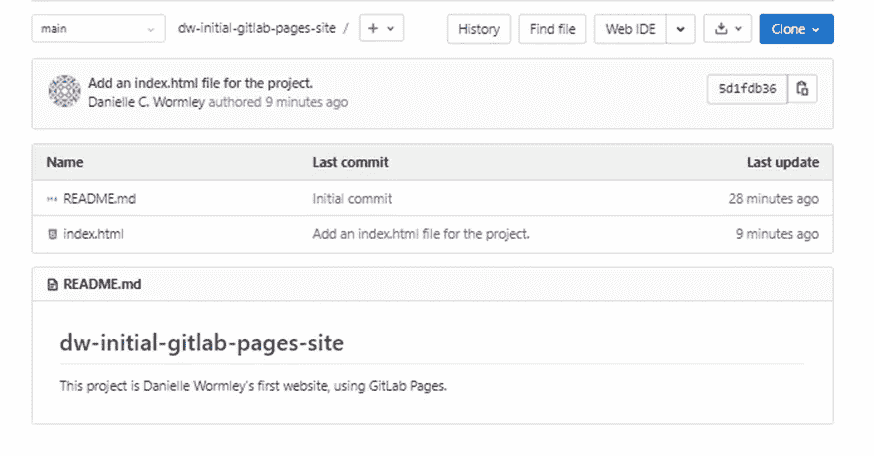 main dw-initial-gitlab-pages-site / + History Find file Web IDE Clone
Add an index.html file for the project.
Danielle C. Wormley authored 9 minutes ago
5d1fdb36
Name Last commit Last update
README.md Initial commit 28 minutes ago
index.html Add an index.html file for the project. 9 minutes ago
README.md
dw-initial-gitlab-pages-site
This project is Danielle Wormley's first website, using GitLab Pages.